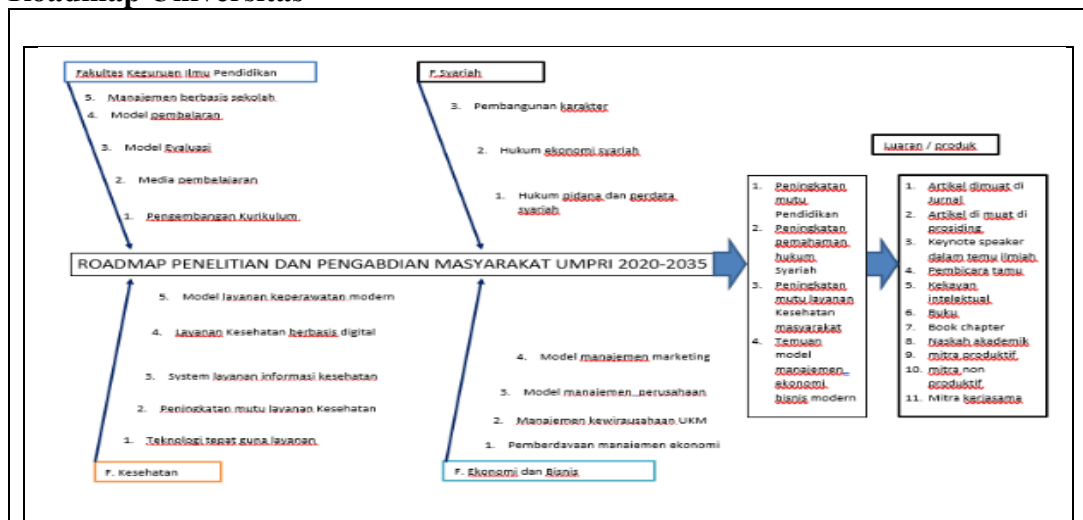 Roadmap Universitas
Fakultas Keguruan Ilmu Pendidikan
5. Manajemen berbasis sekolah
4. Model pembelaran
3. Model Evaluasi
2. Media pembelajaran
1. Pengembangan Kurikulum
F.Syariah
3. Pembangunan karakter
2. Hukum ekonomi syariah
1. Hukum pidana dan perdata
syariah
ROADMAP PENELITIAN DAN PENGABDIAN MASYARAKAT UMPRI 2020-2035
5. Model layanan keperawatan modern
4. Layanan Kesehatan berbasis digital
3. System layanan informasi kesehatan
2. Peningkatan mutu layanan Kesehatan
1. Teknologi tepat guna layanan
F. Kesehatan
4. Model manajemen marketing
3. Model manajemen perusahaan
2. Manajemen kewirausahaan UKM
1. Pemberdayaan manajemen ekonomi
F. Ekonomi dan Bisnis
1. Peningkatan
mutu
Pendidikan
2. Peningkatan
pemahaman
hukum
Syariah
3. Peningkatan
mutu layanan
Kesehatan
masyarakat
4. Temuan
model
manajemen
ekonomi
bisnis modern
Luaran / produk
1. Artikel dimuat di
Jurnal
2. Artikel di muat di
prosiding
3. Keynote speaker
dalam temu ilmiah
4. Pembicara tamu
5. Kekayan
intelektual
6. Buku
7. Book chapter
8. Naskah akademik
9. mitra produktif
10. mitra non
produktif
11. Mitra kerjasama